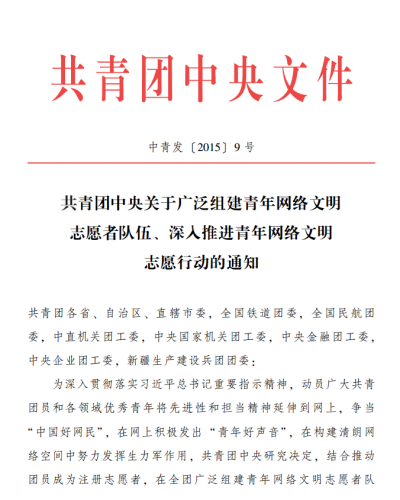 共青团中央文件
中青发〔2015〕9 号
共青团中央关于广泛组建青年网络文明
志愿者队伍、深入推进青年网络文明
志愿行动的通知
共青团各省、自治区、直辖市委，全国铁道团委，全国民航团
委，中直机关团工委，中央国家机关团工委，中央金融团工委，
中央企业团工委，新疆生产建设兵团团委：
为深入贯彻落实习近平总书记重要指示精神，动员广大共青
团员和各领域优秀青年将先进性和担当精神延伸到网上，争当
“中国好网民”，在网上积极发出 “青年好声音”，在构建清朗网
络空间中努力发挥生力军作用，共青团中央研究决定，结合推动
团员成为注册志愿者，在全团广泛组建青年网络文明志愿者队